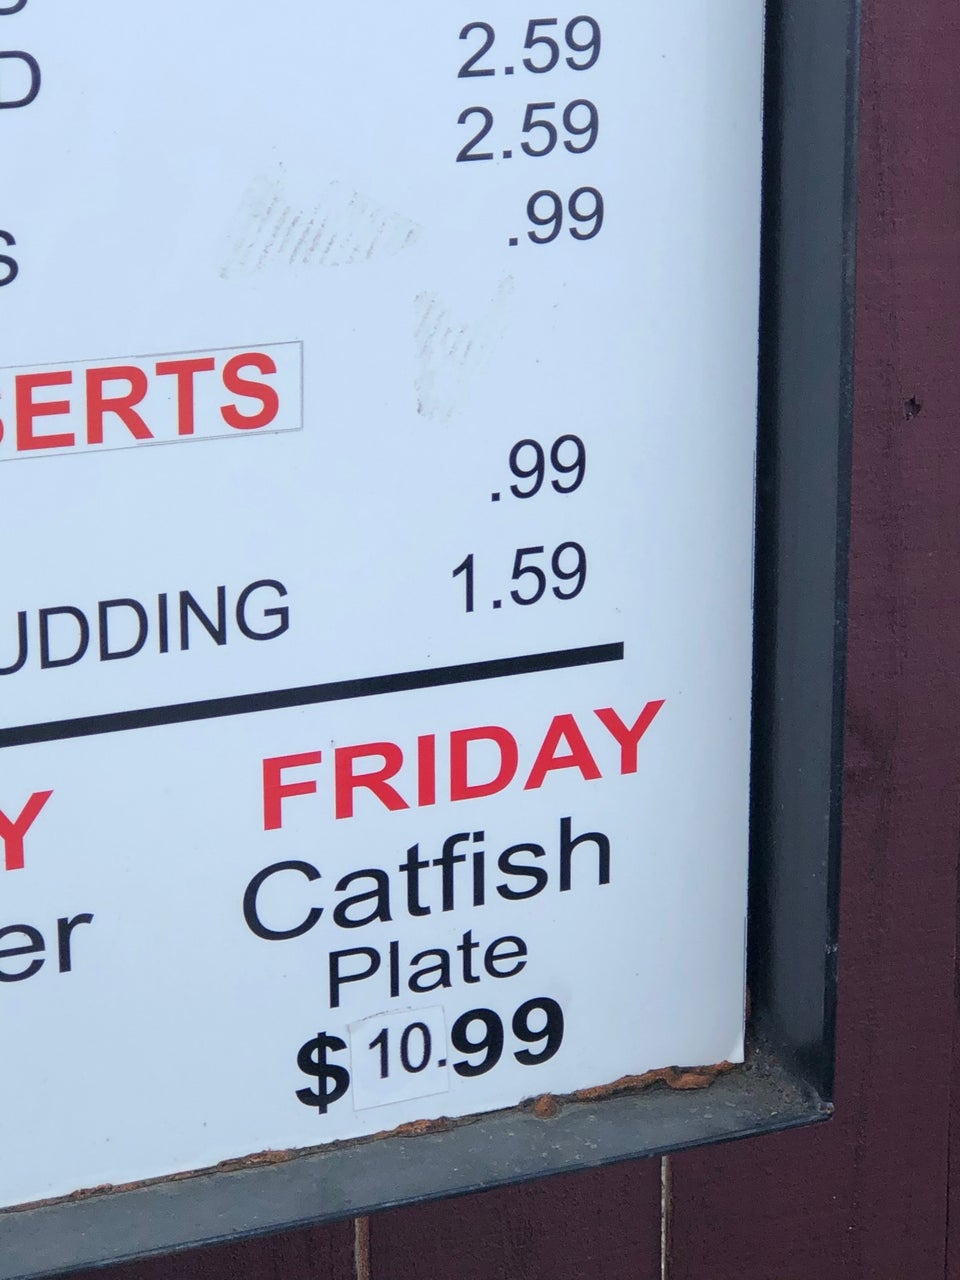 D 2.59
2.59
S .99
SERTS
.99
UDDING 1.59
Y FRIDAY
er Catfish
Plate
$10.99